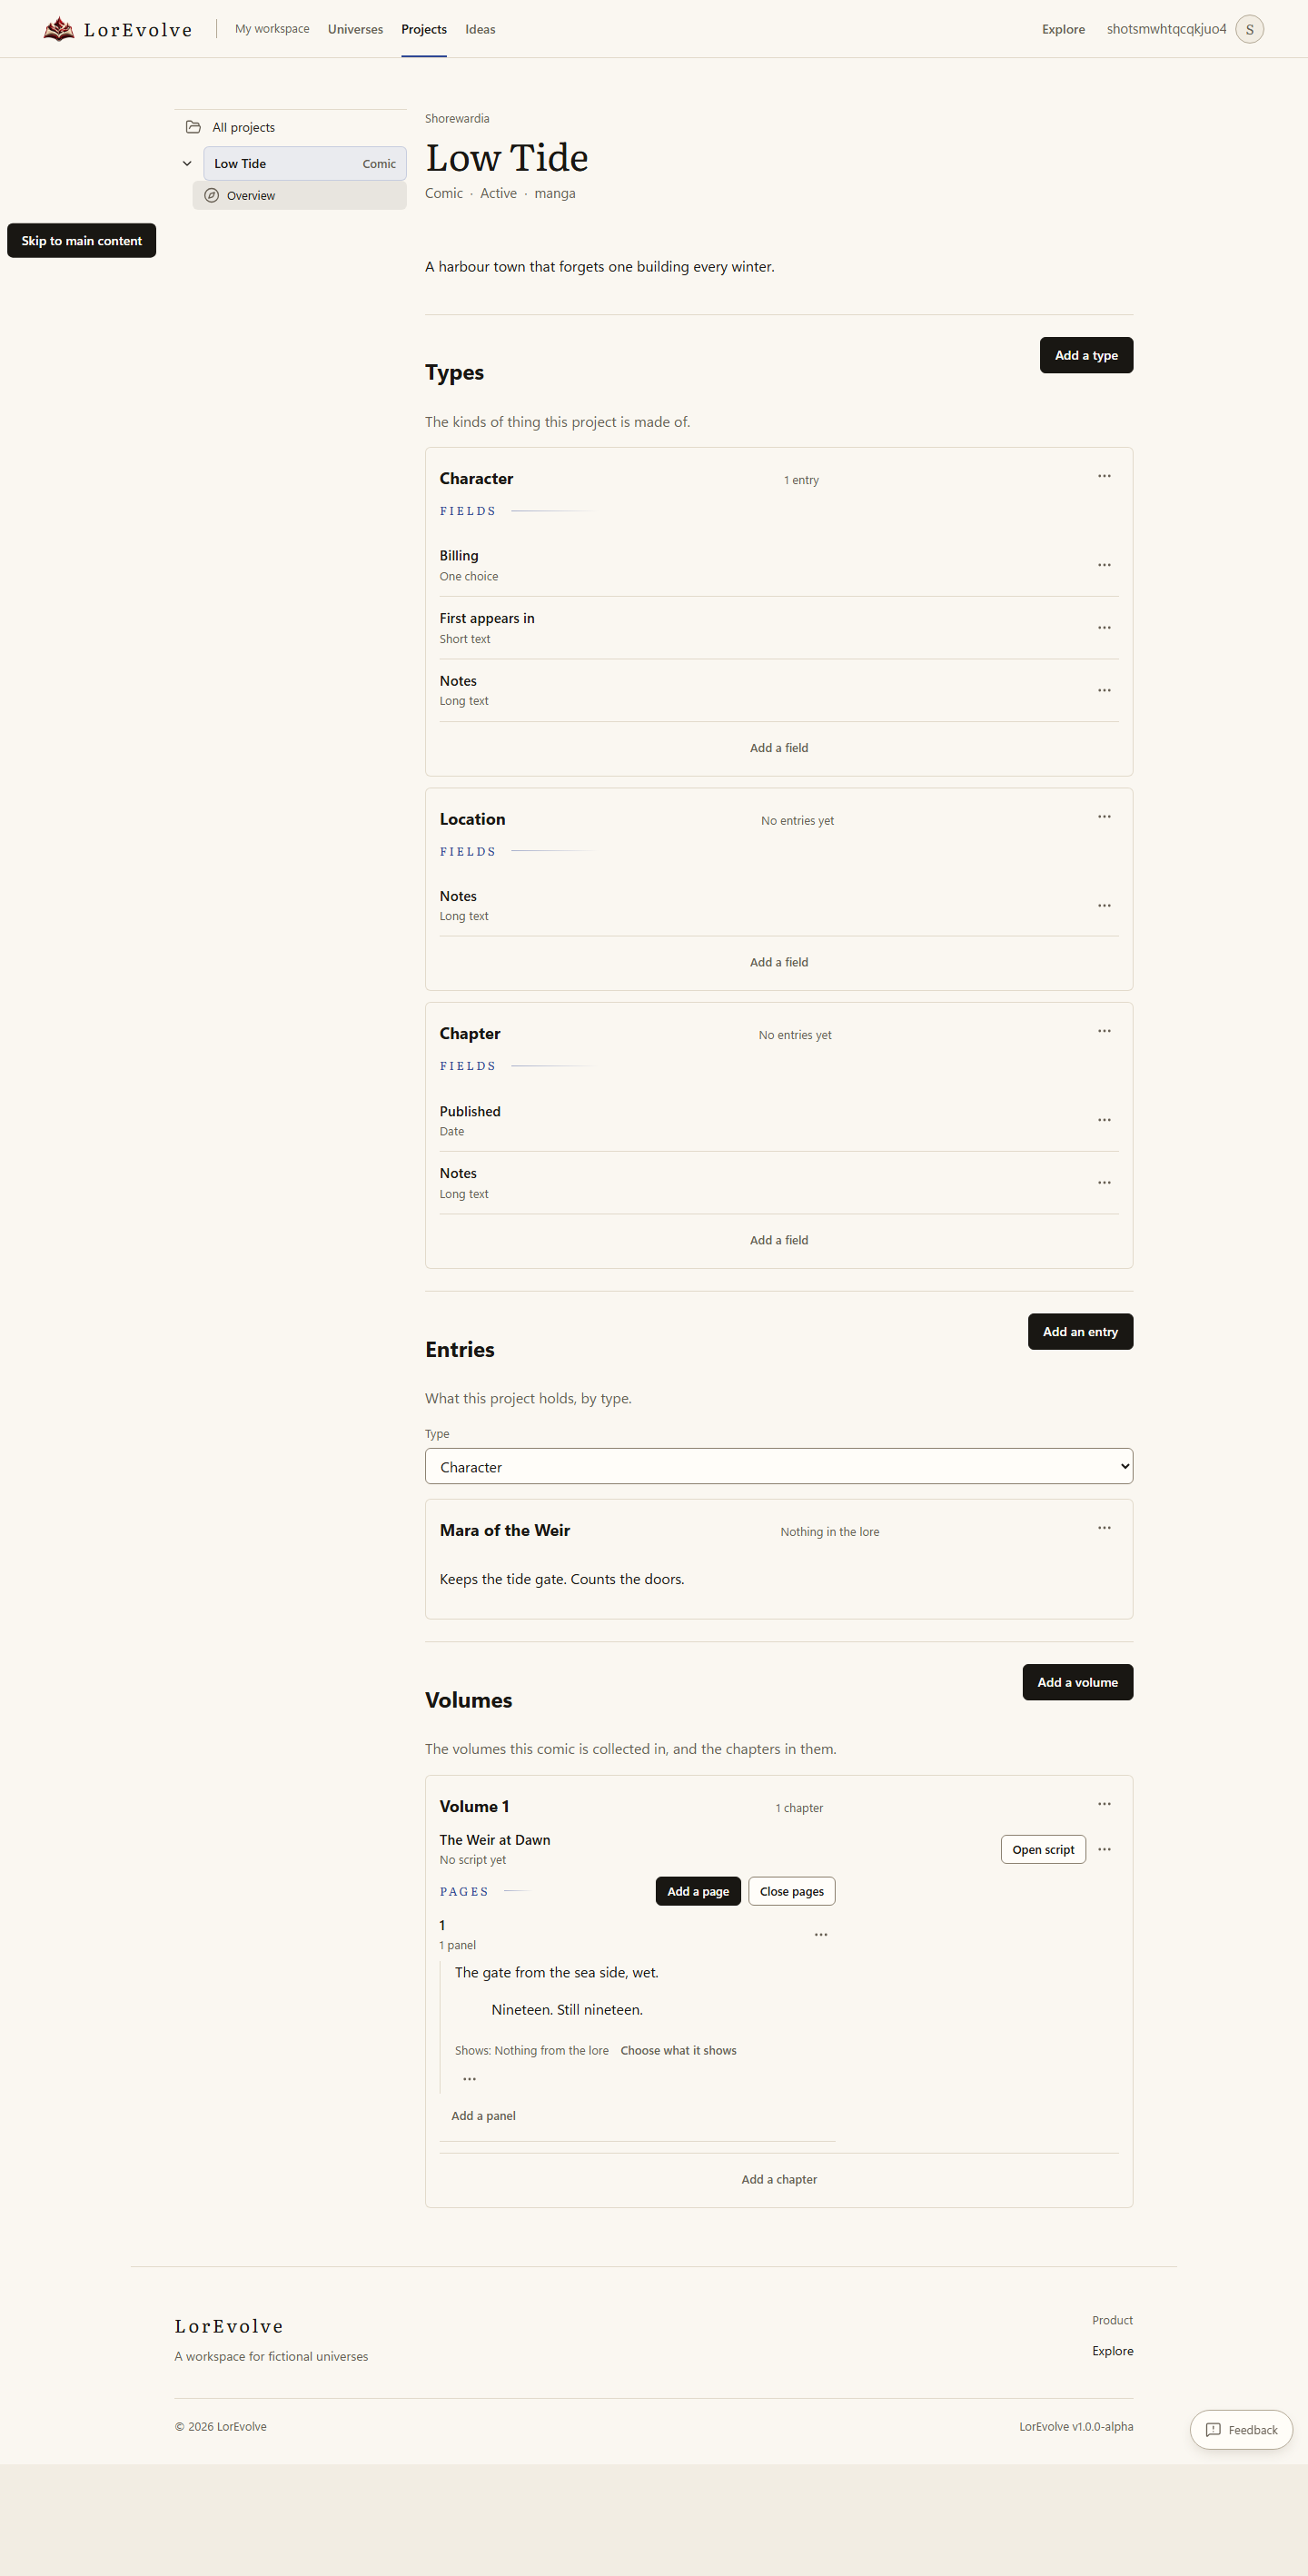 LorEvolve
My workspace
Universes
Projects
Ideas
Explore
shotsmwhtqcqkjuo4
S
All projects
Low Tide
Comic
Overview
Skip to main content
Shorewardia
Low Tide
Comic · Active · manga
A harbour town that forgets one building every winter.
Types
Add a type
The kinds of thing this project is made of.
Character
1 entry
FIELDS
Billing
One choice
First appears in
Short text
Notes
Long text
Add a field
Location
No entries yet
FIELDS
Notes
Long text
Add a field
Chapter
No entries yet
FIELDS
Published
Date
Notes
Long text
Add a field
Entries
Add an entry
What this project holds, by type.
Type
Character
Mara of the Weir
Nothing in the lore
Keeps the tide gate. Counts the doors.
Volumes
Add a volume
The volumes this comic is collected in, and the chapters in them.
Volume 1
1 chapter
The Weir at Dawn
No script yet
Open script
PAGES
Add a page
Close pages
1
1 panel
The gate from the sea side, wet.
Nineteen. Still nineteen.
Shows: Nothing from the lore
Choose what it shows
Add a panel
Add a chapter
LorEvolve
A workspace for fictional universes
Product
Explore
© 2026 LorEvolve
LorEvolve v1.0.0-alpha
Feedback